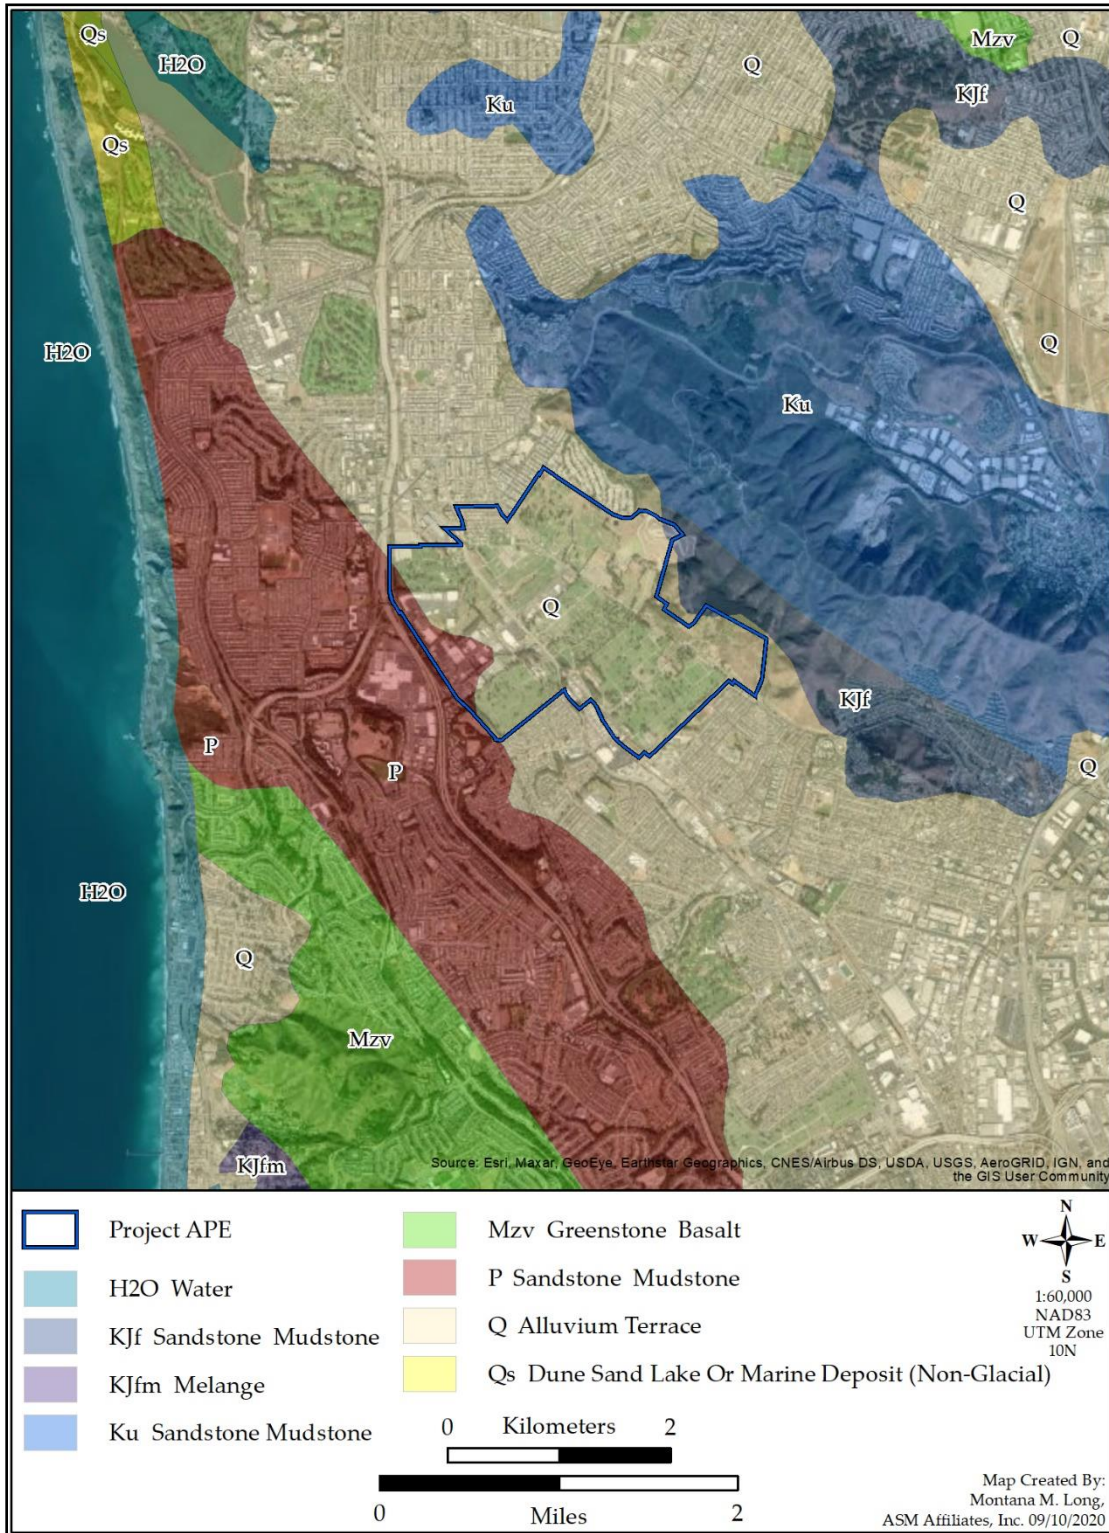 Qs
H2O
Mzv
Q
Q
Ku
KJf
Qs
Q
Q
H2O
Ku
Q
KJf
P
P
Q
H2O
Q
Mzv
KJfm
Source: Esri, Maxar, GeoEye, Earthstar Geographics, CNES/Airbus DS, USDA, USGS, AeroGRID, IGN, and
the GIS User Community
Project APE
H2O Water
KJf Sandstone Mudstone
KJfm Melange
Ku Sandstone Mudstone
Mzv Greenstone Basalt
P Sandstone Mudstone
Q Alluvium Terrace
Qs Dune Sand Lake Or Marine Deposit (Non-Glacial)
N
W E
S
1:60,000
NAD83
UTM Zone
10N
0 Kilometers 2
0 Miles 2
Map Created By:
Montana M. Long,
ASM Affiliates, Inc. 09/10/2020